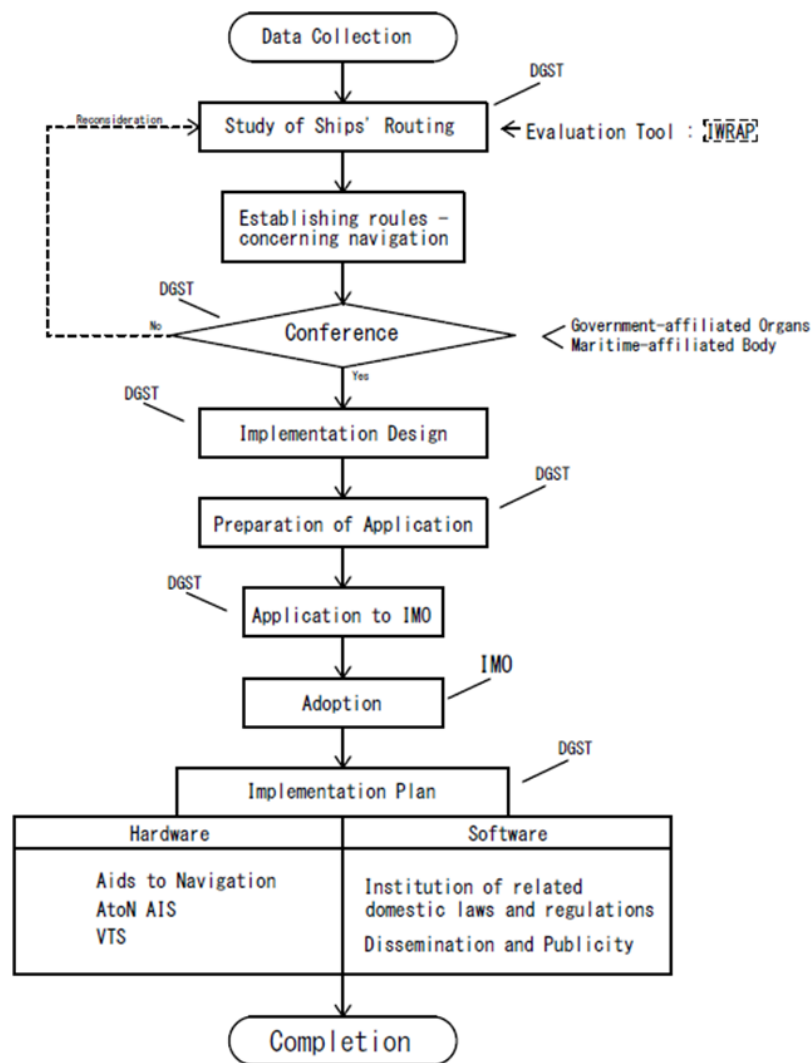 Data Collection
DGST
Reconsideration
Study of Ships' Routing
Evaluation Tool : IWRAP
Establishing roules -
concerning navigation
DGST
No
Conference
Government-affiliated Organs
Maritime-affiliated Body
Yes
DGST
Implementation Design
DGST
Preparation of Application
DGST
Application to IMO
IMO
Adoption
DGST
Implementation Plan
Hardware
Software
Aids to Navigation
AtoN AIS
VTS
Institution of related
domestic laws and regulations
Dissemination and Publicity
Completion